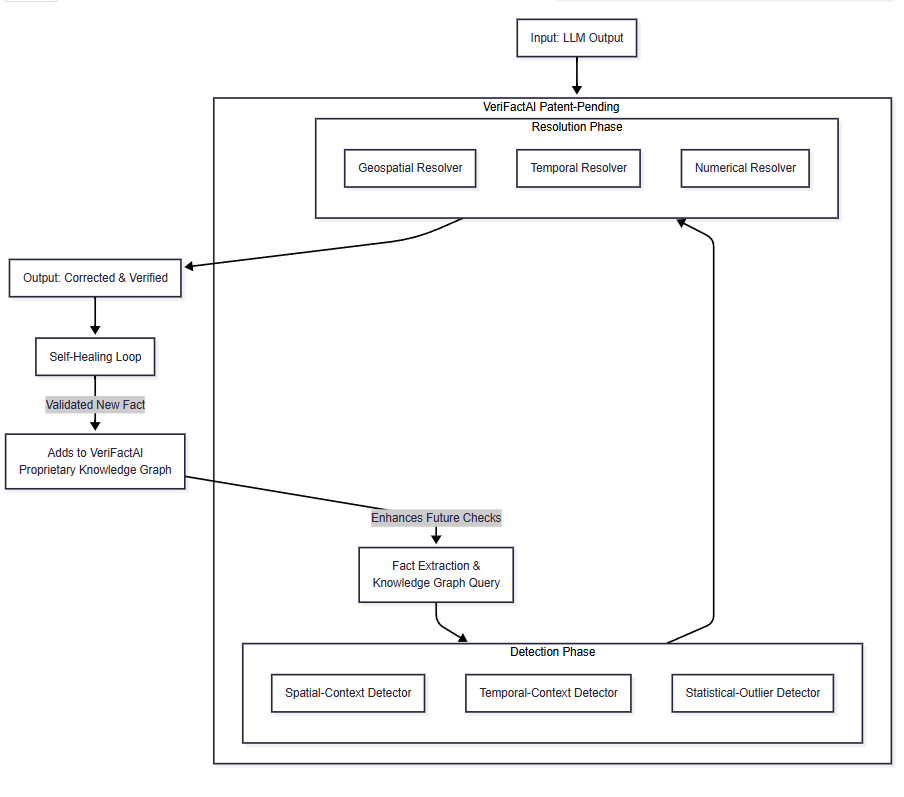 Input: LLM Output
VeriFactAI Patent-Pending
Resolution Phase
Geospatial Resolver
Temporal Resolver
Numerical Resolver
Output: Corrected & Verified
Self-Healing Loop
Validated New Fact
Adds to VeriFactAI
Proprietary Knowledge Graph
Enhances Future Checks
Fact Extraction &
Knowledge Graph Query
Detection Phase
Spatial-Context Detector
Temporal-Context Detector
Statistical-Outlier Detector